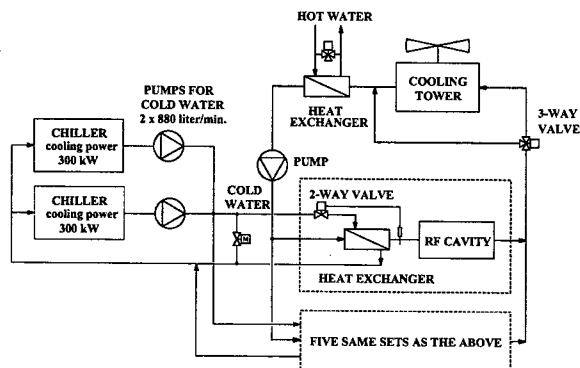 HOT WATER
PUMPS FOR
COLD WATER
2 x 880 liter/min.
HEAT
EXCHANGER
COOLING
TOWER
3-WAY
VALVE
CHILLER
cooling power
300 kW
PUMP
CHILLER
cooling power
300 kW
COLD
WATER
2-WAY VALVE
M
RF CAVITY
HEAT EXCHANGER
FIVE SAME SETS AS THE ABOVE